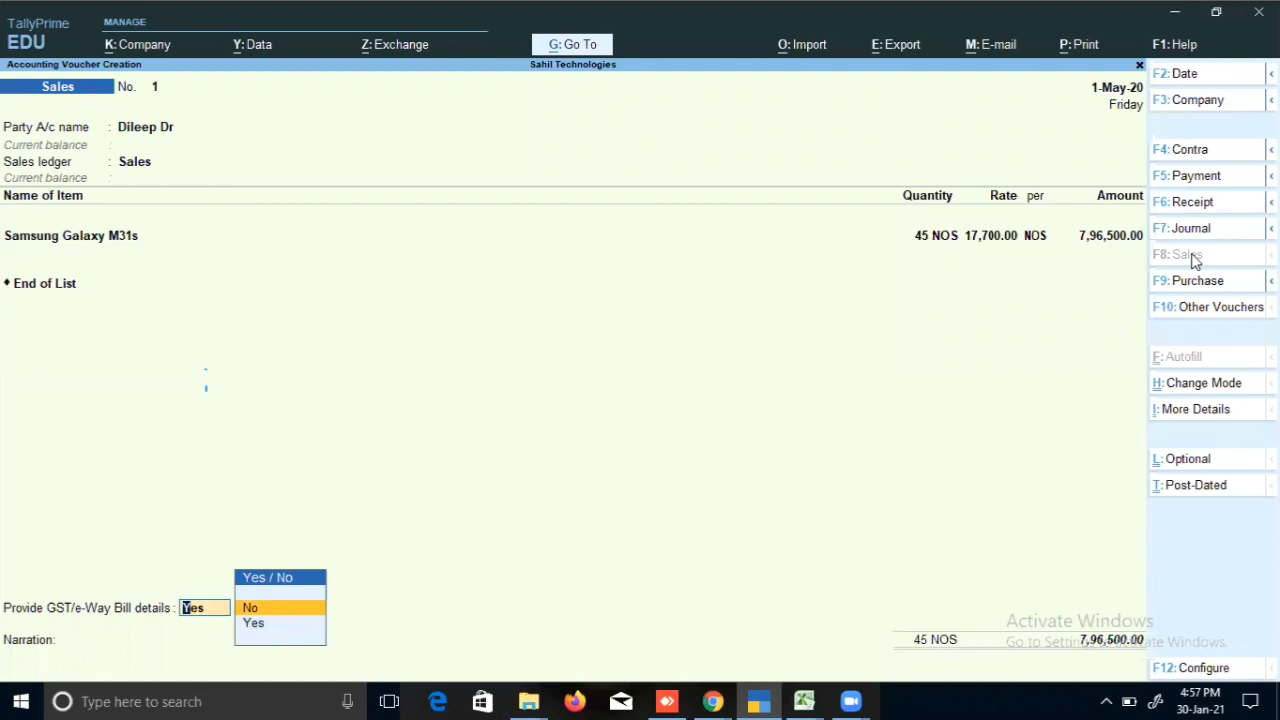 TallyPrime
EDU
MANAGE
K: Company Y: Data Z: Exchange G: Go To O: Import E: Export M: E-mail P: Print F1: Help
Accounting Voucher Creation Sahil Technologies
Sales No. 1 1-May-20
Friday
Party A/c name : Dileep Dr
Current balance :
Sales ledger : Sales
Current balance :
Name of Item Quantity Rate per Amount
Samsung Galaxy M31s 45 NOS 17,700.00 NOS 7,96,500.00
♦ End of List
Yes / No
No
Yes
Provide GST/e-Way Bill details : Yes
Narration: 45 NOS 7,96,500.00
F2: Date
F3: Company
F4: Contra
F5: Payment
F6: Receipt
F7: Journal
F8: Sales
F9: Purchase
F10: Other Vouchers
F: Autofill
H: Change Mode
I: More Details
L: Optional
T: Post-Dated
Activate Windows
Go to Settings to activate Windows.
F12: Configure
Type here to search
4:57 PM
30-Jan-21